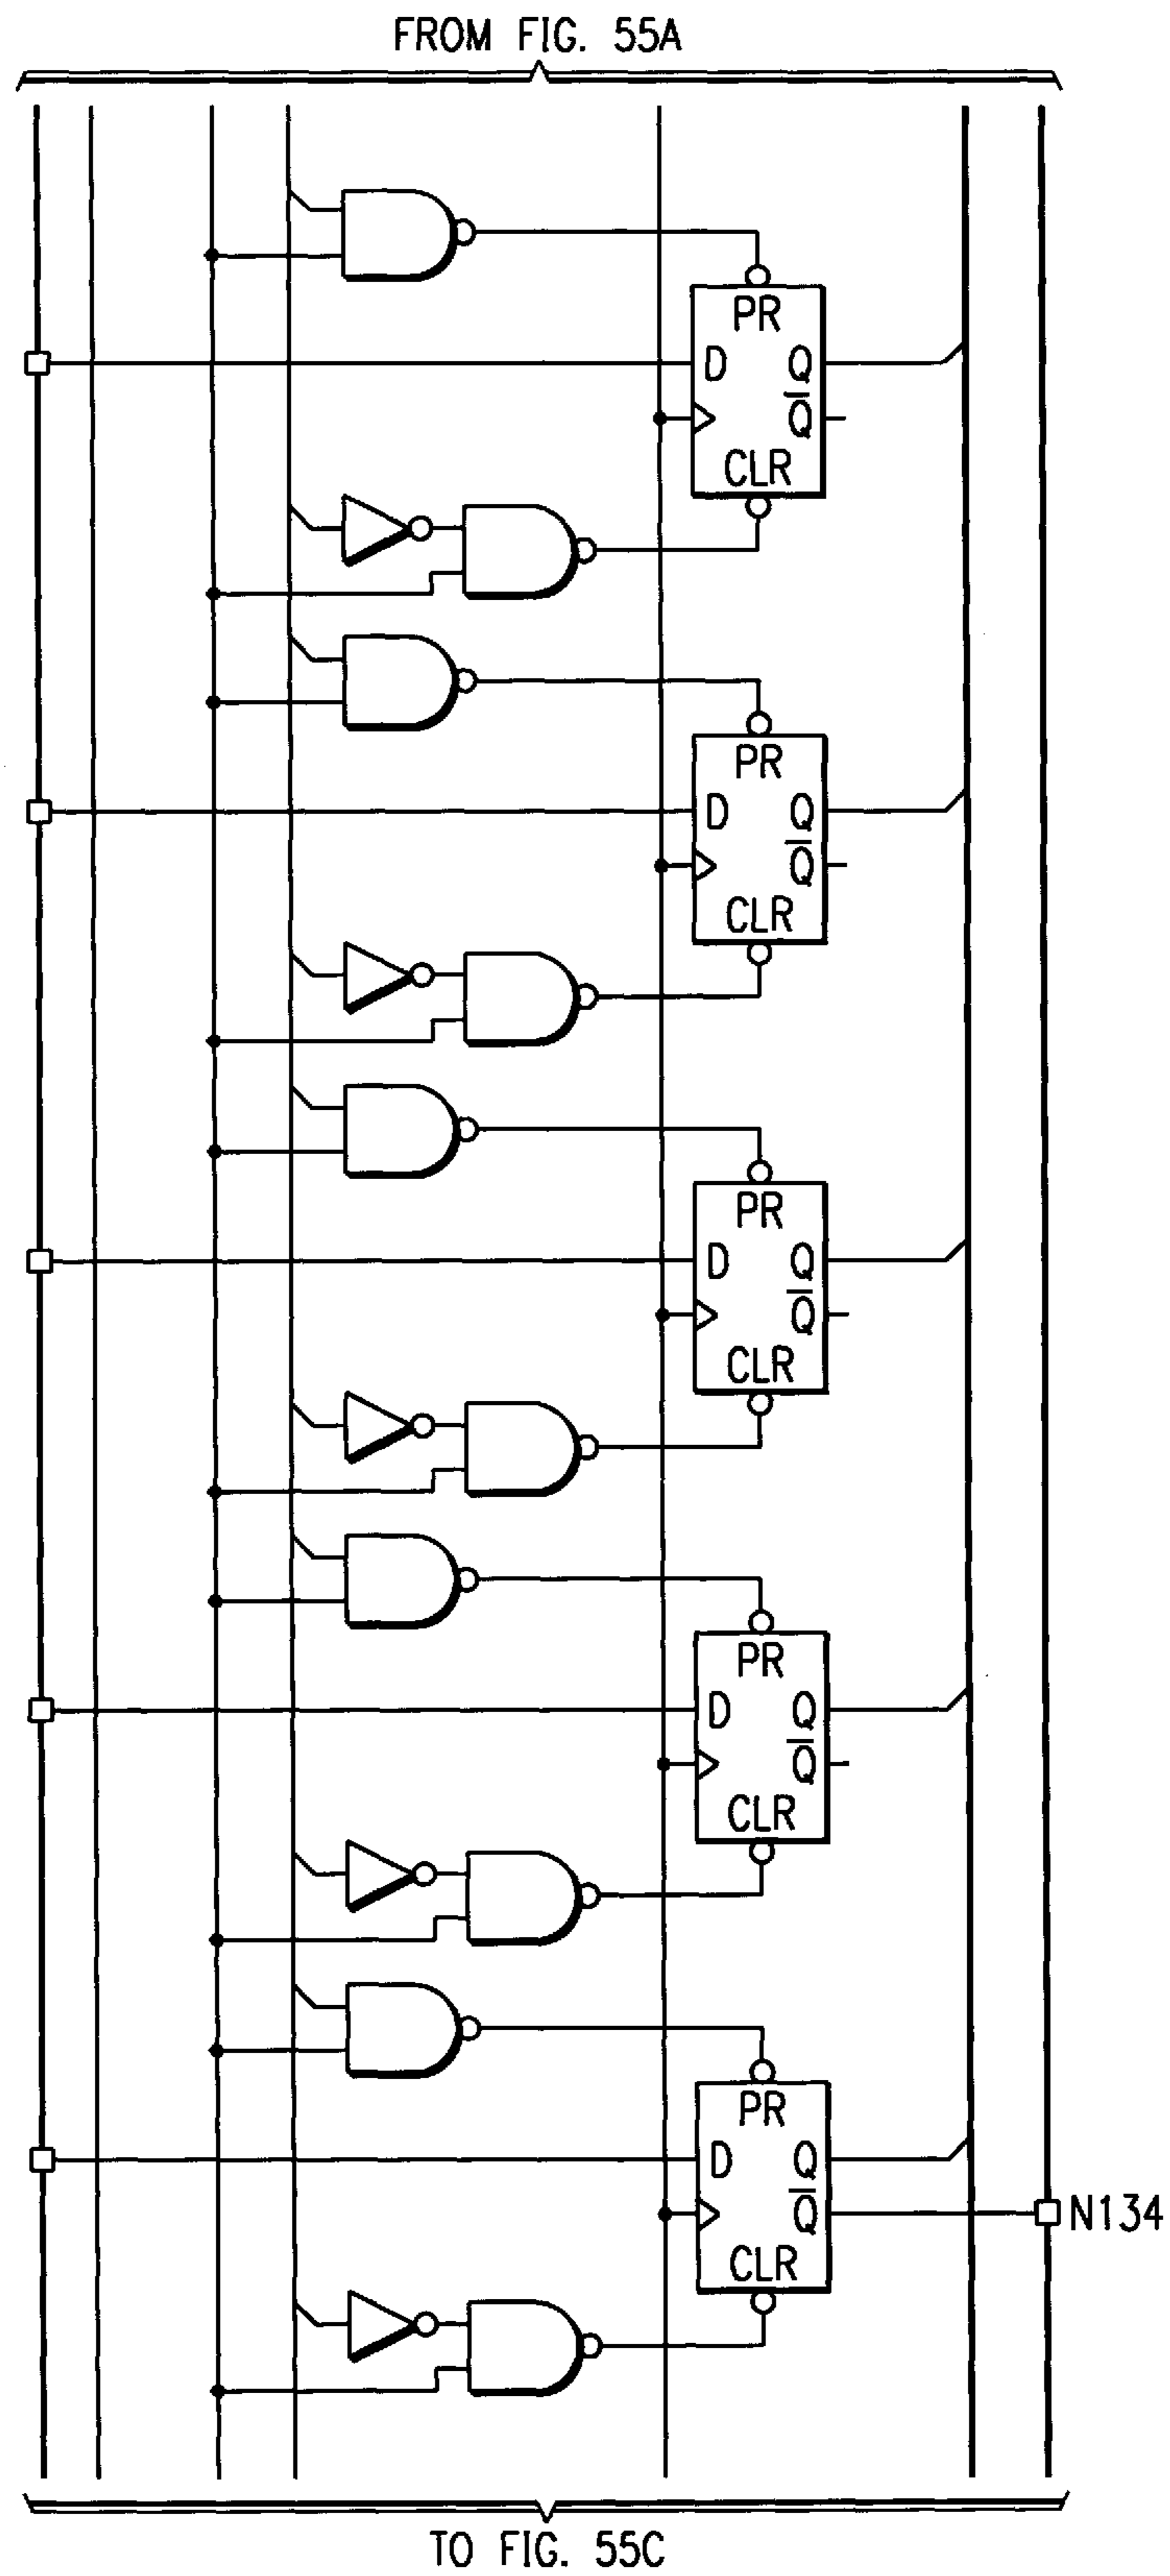 FROM FIG. 55A
PR
D Q
Q̅
CLR
PR
D Q
Q̅
CLR
PR
D Q
Q̅
CLR
PR
D Q
Q̅
CLR
PR
D Q
Q̅ N134
CLR
TO FIG. 55C